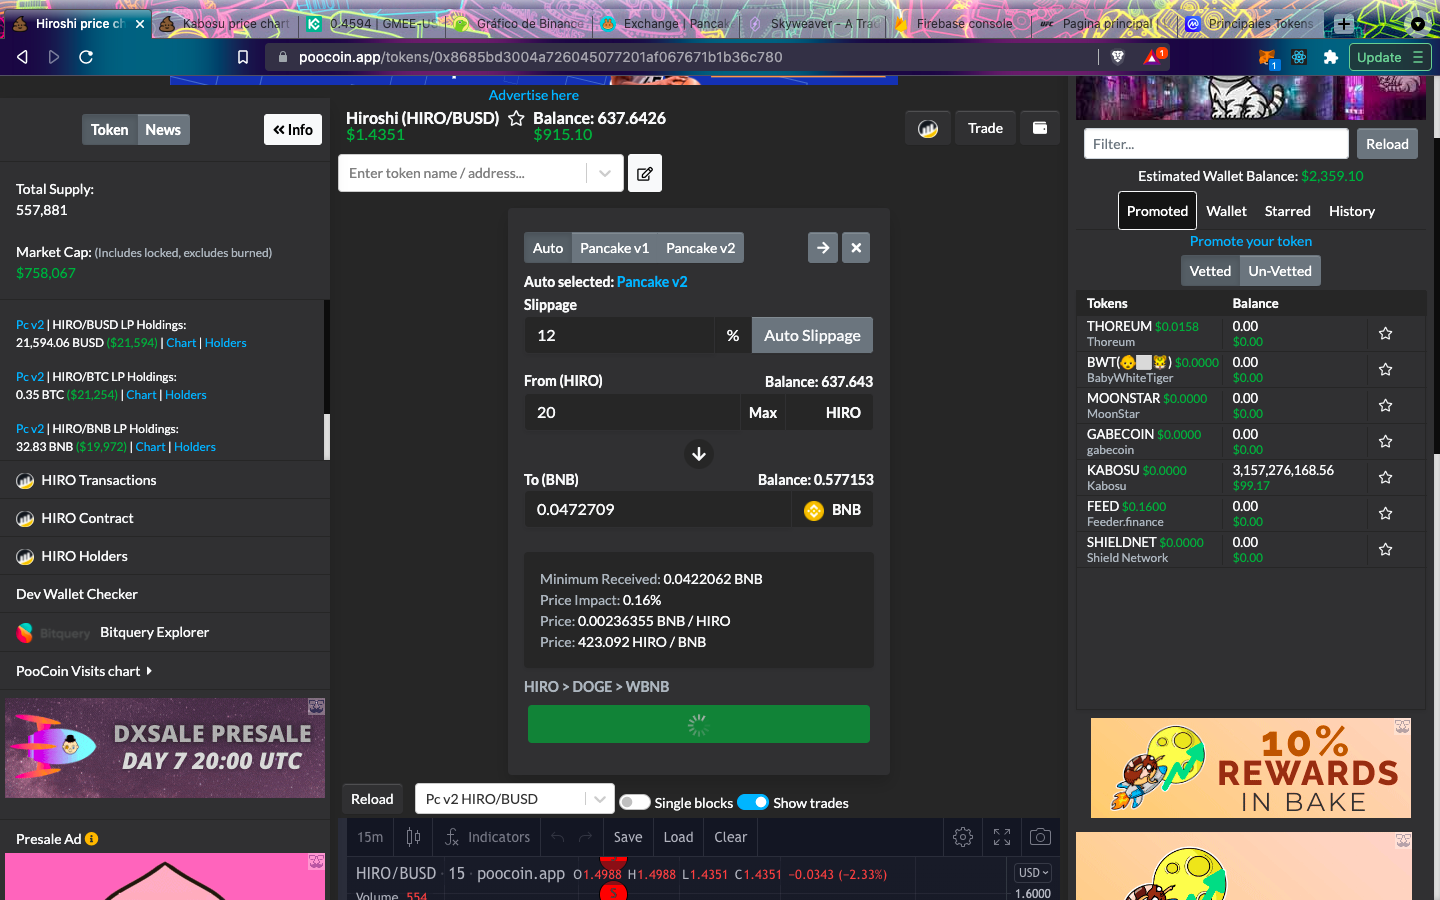 Hiroshi price ch
Kabosu price chart
0.4594 | GMEE-U
Gráfico de Binance
Exchange | Pancak
Skyweaver - A Trad
Firebase console
Pagina principal |
Principales Tokens
poocoin.app/tokens/0x8685bd3004a726045077201af067671b1b36c780
1
1
Update
Advertise here
Token
News
Info
Total Supply:
557,881
Market Cap: (Includes locked, excludes burned)
$758,067
Pc v2 | HIRO/BUSD LP Holdings:
21,594.06 BUSD ($21,594) | Chart | Holders
Pc v2 | HIRO/BTC LP Holdings:
0.35 BTC ($21,254) | Chart | Holders
Pc v2 | HIRO/BNB LP Holdings:
32.83 BNB ($19,972) | Chart | Holders
HIRO Transactions
HIRO Contract
HIRO Holders
Dev Wallet Checker
Bitquery Bitquery Explorer
PooCoin Visits chart
DXSALE PRESALE
DAY 7 20:00 UTC
Presale Ad
Hiroshi (HIRO/BUSD)
$1.4351
Balance: 637.6426
$915.10
Trade
Enter token name / address...
Auto
Pancake v1
Pancake v2
Auto selected: Pancake v2
Slippage
12
%
Auto Slippage
From (HIRO)
Balance: 637.643
20
Max
HIRO
To (BNB)
Balance: 0.577153
0.0472709
BNB
Minimum Received: 0.0422062 BNB
Price Impact: 0.16%
Price: 0.00236355 BNB / HIRO
Price: 423.092 HIRO / BNB
HIRO > DOGE > WBNB
Reload
Pc v2 HIRO/BUSD
Single blocks
Show trades
15m
Indicators
Save
Load
Clear
HIRO/BUSD · 15 · poocoin.app O1.4988 H1.4988 L1.4351 C1.4351 −0.0343 (−2.33%)
Volume 554
S
USD
1.6000
Filter...
Reload
Estimated Wallet Balance: $2,359.10
Promoted
Wallet
Starred
History
Promote your token
Vetted
Un-Vetted
Tokens
Balance
THOREUM $0.0158
Thoreum
0.00
$0.00
BWT(👶⬜🐯) $0.0000
BabyWhiteTiger
0.00
$0.00
MOONSTAR $0.0000
MoonStar
0.00
$0.00
GABECOIN $0.0000
gabecoin
0.00
$0.00
KABOSU $0.0000
Kabosu
3,157,276,168.56
$99.17
FEED $0.1600
Feeder.finance
0.00
$0.00
SHIELDNET $0.0000
Shield Network
0.00
$0.00
10%
REWARDS
IN BAKE